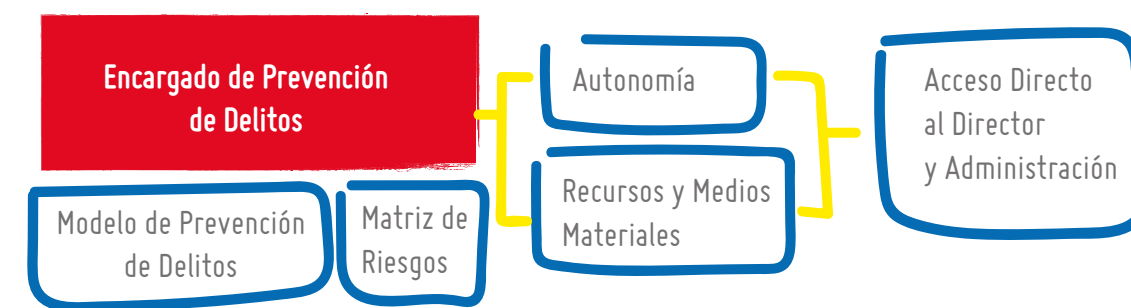 Encargado de Prevención
de Delitos
Modelo de Prevención
de Delitos
Matriz de
Riesgos
Autonomía
Recursos y Medios
Materiales
Acceso Directo
al Director
y Administración